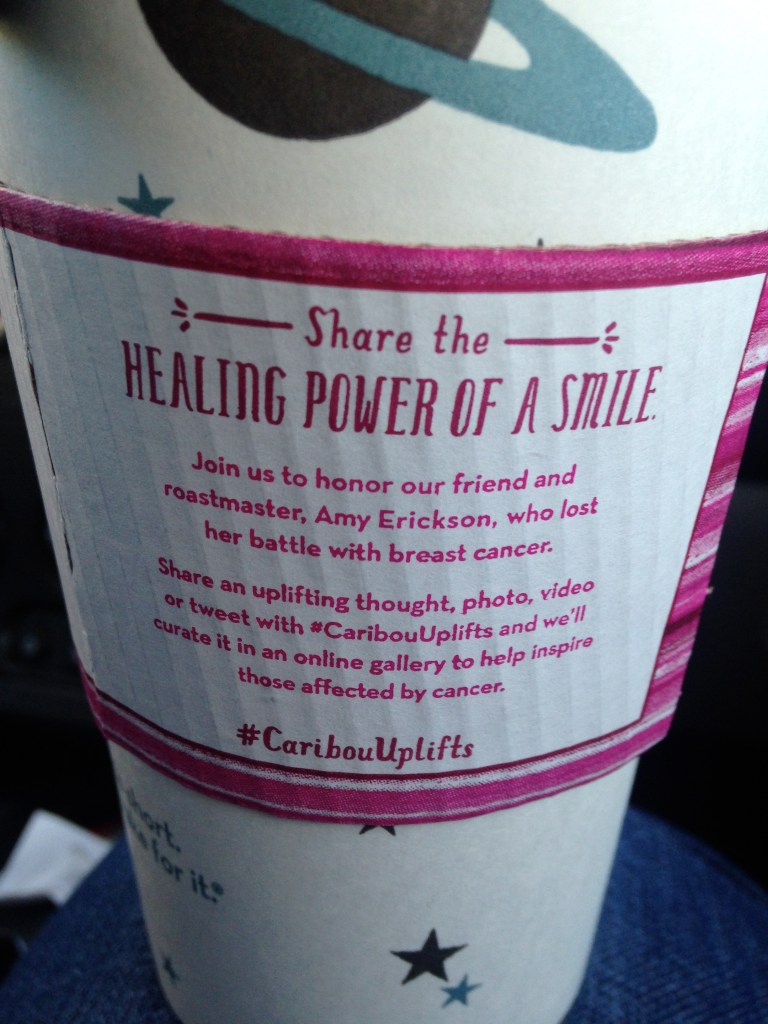 Share the
HEALING POWER OF A SMILE.
Join us to honor our friend and
roastmaster, Amy Erickson, who lost
her battle with breast cancer.
Share an uplifting thought, photo, video
or tweet with #CaribouUplifts and we'll
curate it in an online gallery to help inspire
those affected by cancer.
#CaribouUplifts
short.
for it.®